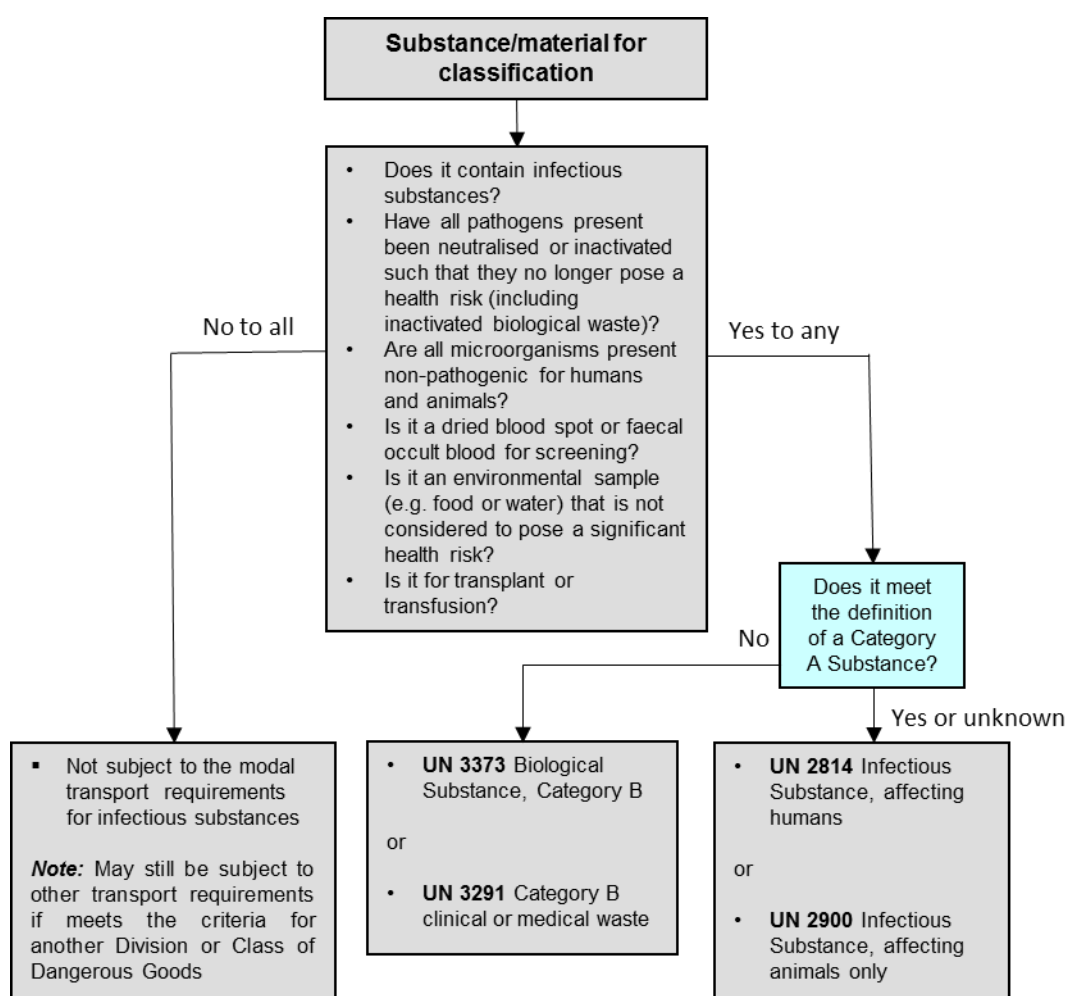 Substance/material for
classification
• Does it contain infectious
substances?
• Have all pathogens present
been neutralised or inactivated
such that they no longer pose a
health risk (including
inactivated biological waste)?
• Are all microorganisms present
non-pathogenic for humans
and animals?
• Is it a dried blood spot or faecal
occult blood for screening?
• Is it an environmental sample
(e.g. food or water) that is not
considered to pose a significant
health risk?
• Is it for transplant or
transfusion?
No to all
Yes to any
Does it meet
the definition
of a Category
A Substance?
No
Yes or unknown
▪ Not subject to the modal
transport requirements
for infectious substances
Note: May still be subject to
other transport requirements
if meets the criteria for
another Division or Class of
Dangerous Goods
• UN 3373 Biological
Substance, Category B
or
• UN 3291 Category B
clinical or medical waste
• UN 2814 Infectious
Substance, affecting
humans
or
• UN 2900 Infectious
Substance, affecting
animals only